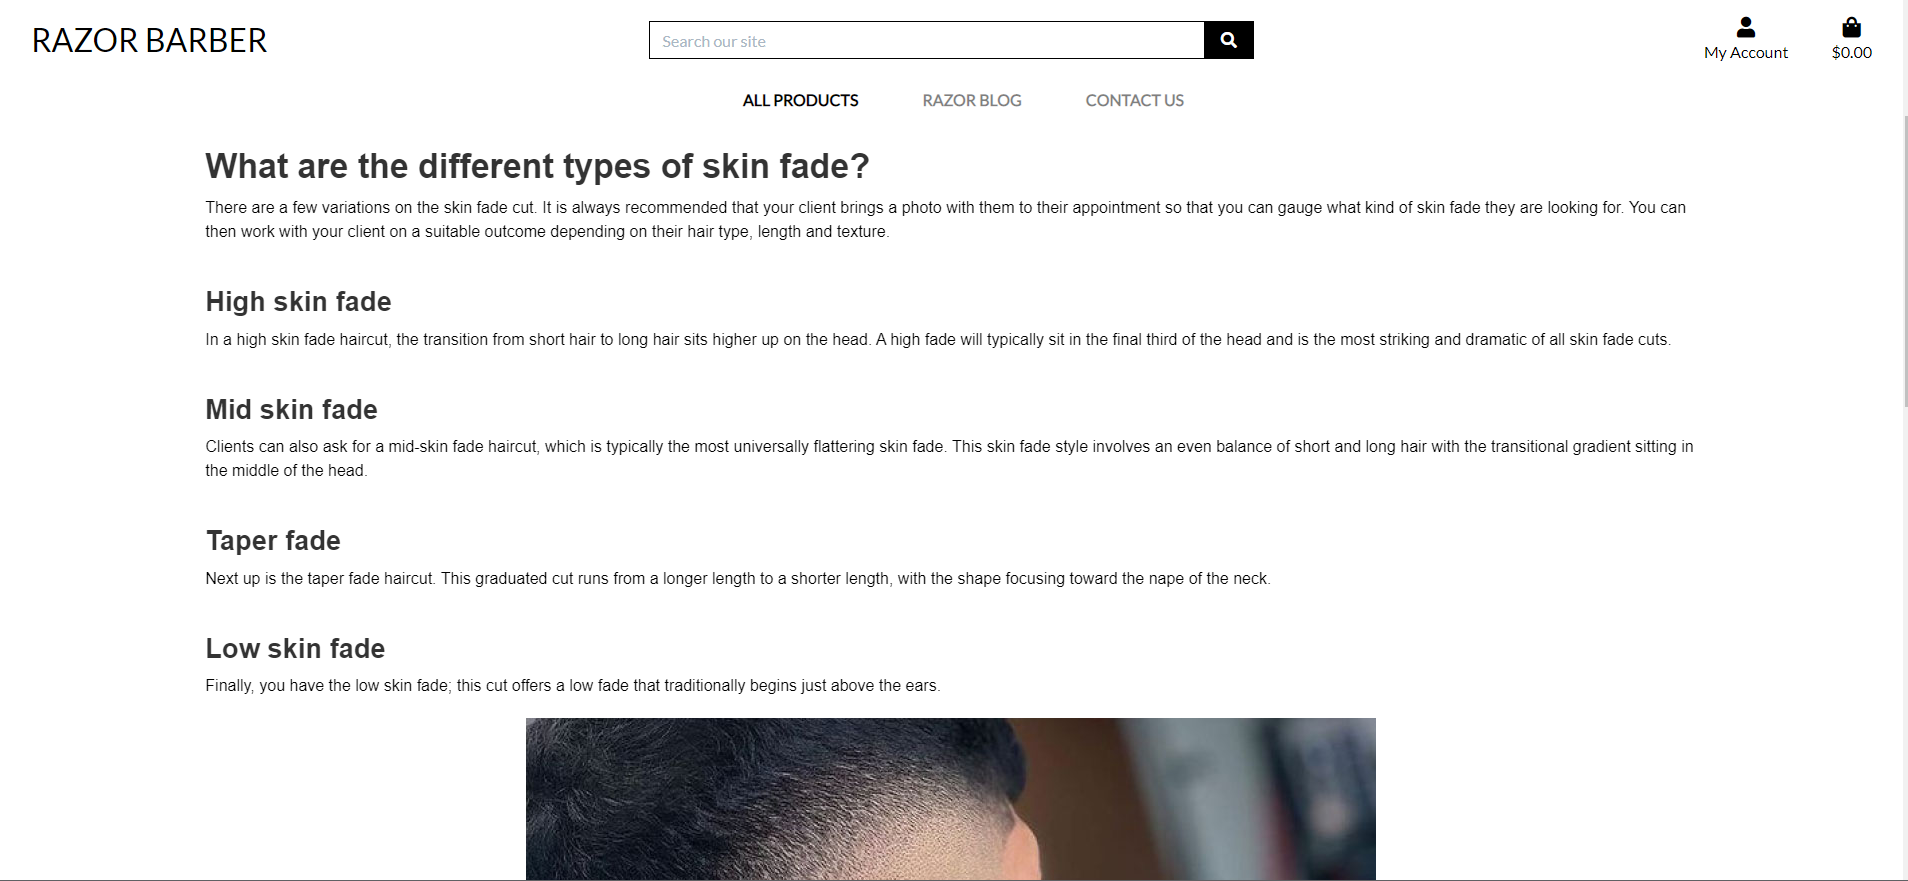 RAZOR BARBER
Search our site
My Account
$0.00
ALL PRODUCTS
RAZOR BLOG
CONTACT US
What are the different types of skin fade?
There are a few variations on the skin fade cut. It is always recommended that your client brings a photo with them to their appointment so that you can gauge what kind of skin fade they are looking for. You can
then work with your client on a suitable outcome depending on their hair type, length and texture.
High skin fade
In a high skin fade haircut, the transition from short hair to long hair sits higher up on the head. A high fade will typically sit in the final third of the head and is the most striking and dramatic of all skin fade cuts.
Mid skin fade
Clients can also ask for a mid-skin fade haircut, which is typically the most universally flattering skin fade. This skin fade style involves an even balance of short and long hair with the transitional gradient sitting in
the middle of the head.
Taper fade
Next up is the taper fade haircut. This graduated cut runs from a longer length to a shorter length, with the shape focusing toward the nape of the neck.
Low skin fade
Finally, you have the low skin fade; this cut offers a low fade that traditionally begins just above the ears.